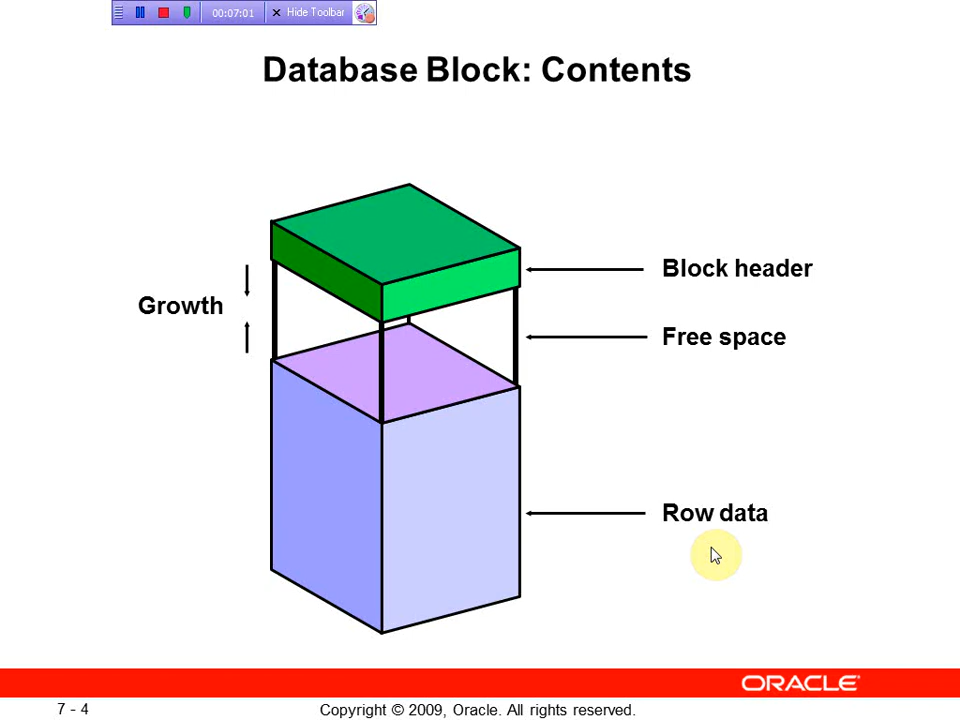 00:07:01 Hide Toolbar
Database Block: Contents
Block header
Growth
Free space
Row data
ORACLE
7 - 4
Copyright © 2009, Oracle. All rights reserved.